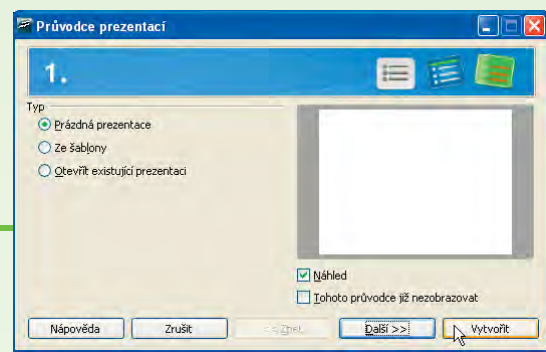 Průvodce prezentací
1.
Typ
Prázdná prezentace
Ze šablony
Otevřít existující prezentaci
Náhled
Tohoto průvodce již nezobrazovat
Nápověda Zrušit << Zpět Další >> Vytvořit